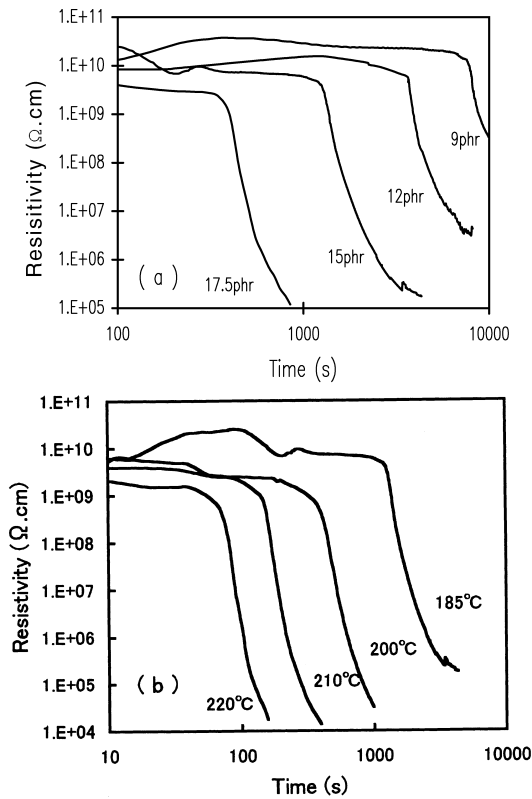 1.E+11
1.E+10
1.E+09
1.E+08
1.E+07
1.E+06
1.E+05
Resisitivity (Ω.cm)
9phr
12phr
15phr
17.5phr
(a)
100
1000
10000
Time (s)
1.E+11
1.E+10
1.E+09
1.E+08
1.E+07
1.E+06
1.E+05
1.E+04
Resistivity (Ω.cm)
185℃
200℃
210℃
220℃
(b)
10
100
1000
10000
Time (s)